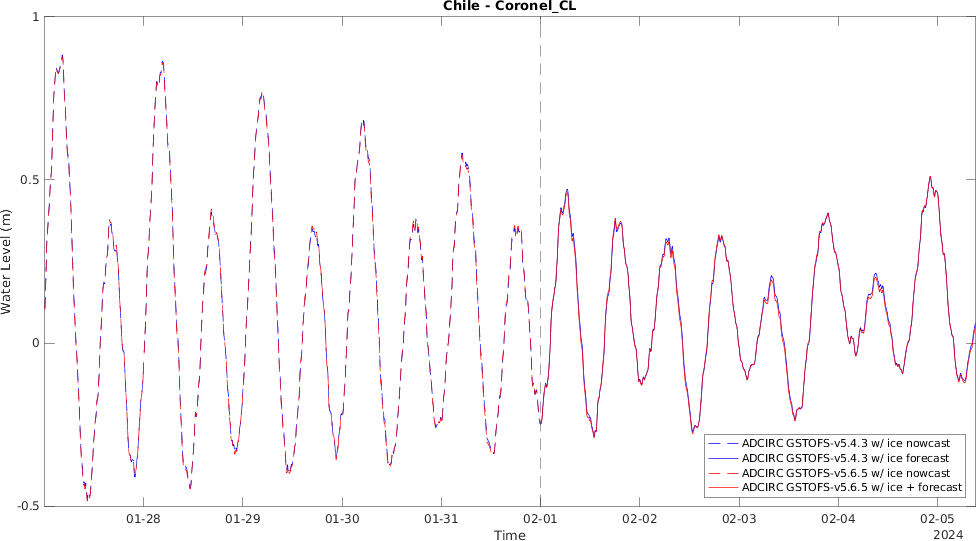 Chile - Coronel_CL
1
0.5
0
-0.5
Water Level (m)
01-28
01-29
01-30
01-31
02-01
02-02
02-03
02-04
02-05
Time
2024
ADCIRC GSTOFS-v5.4.3 w/ ice nowcast
ADCIRC GSTOFS-v5.4.3 w/ ice forecast
ADCIRC GSTOFS-v5.6.5 w/ ice nowcast
ADCIRC GSTOFS-v5.6.5 w/ ice + forecast